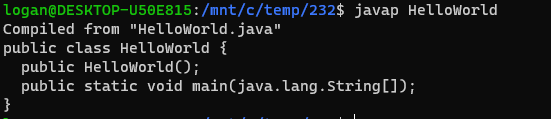 logan@DESKTOP-U50E815:/mnt/c/temp/232$ javap HelloWorld
Compiled from "HelloWorld.java"
public class HelloWorld {
  public HelloWorld();
  public static void main(java.lang.String[]);
}